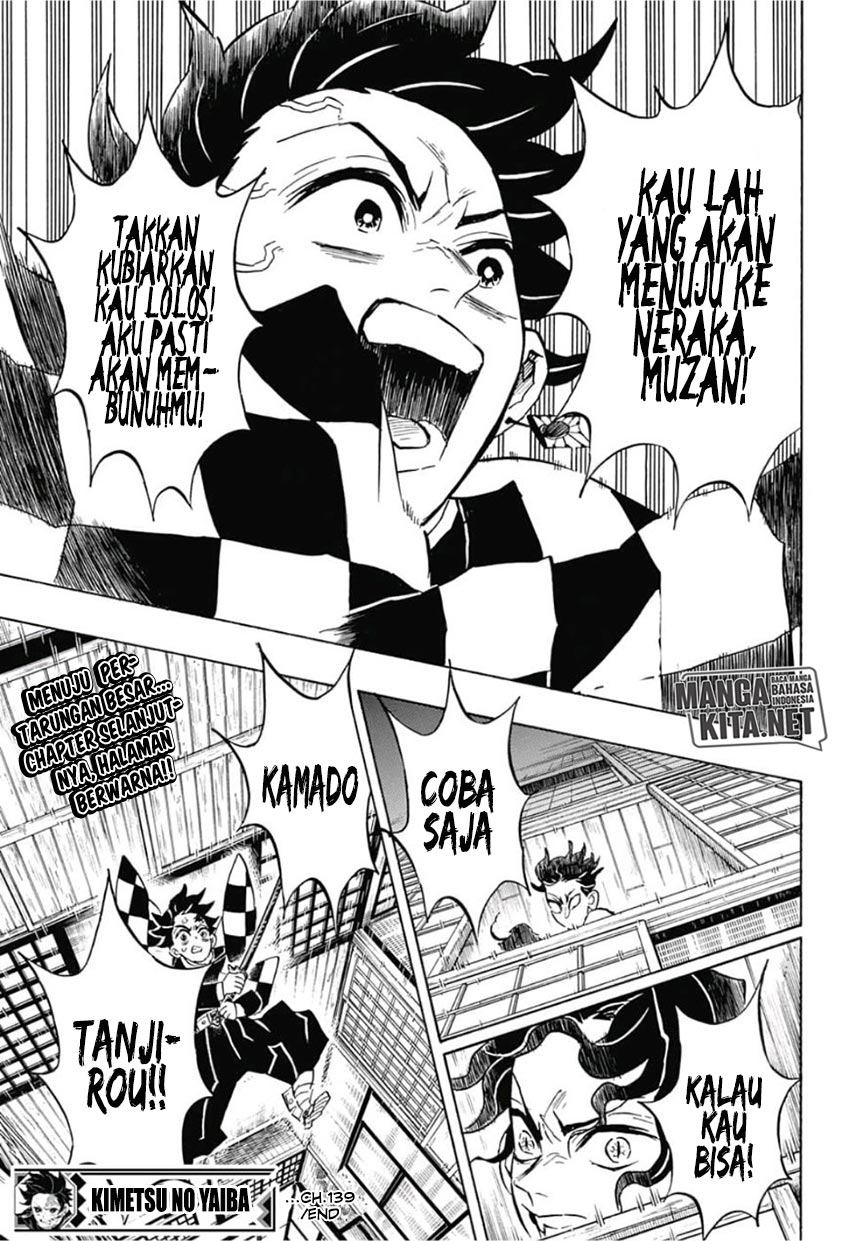 KAU LAH
YANG AKAN
MENUJU KE
NERAKA,
MUZAN!
TAKKAN
KUBIARKAN
KAU LOLOS!
AKU PASTI
AKAN MEM-
BUNUHMU!
MANGA
KITA.NET
BACA MANGA
BAHASA
INDONESIA
COBA
SAJA
KALAU
KAU
BISA!
KAMADO
TANJI-
ROU!!
MENUJU PER-
TARUNGAN BESAR...
CHAPTER SELANJUT-
NYA, HALAMAN
BERWARNA!!
KIMETSU NO YAIBA
...CH.139
/END